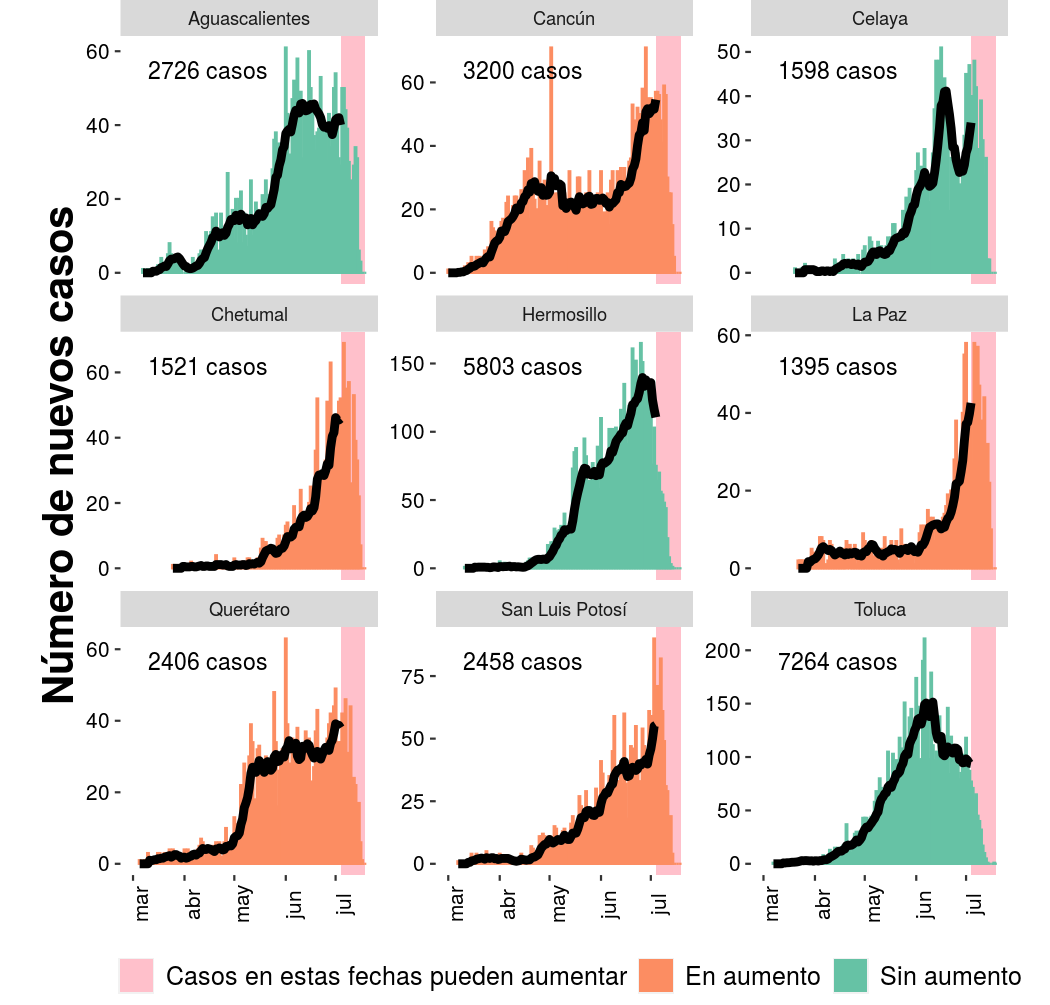 Número de nuevos casos
Aguascalientes
Cancún
Celaya
60
40
20
0
2726 casos
60
40
20
0
3200 casos
50
40
30
20
10
0
1598 casos
Chetumal
Hermosillo
La Paz
60
40
20
0
1521 casos
150
100
50
0
5803 casos
60
40
20
0
1395 casos
Querétaro
San Luis Potosí
Toluca
60
40
20
0
2406 casos
75
50
25
0
2458 casos
200
150
100
50
0
7264 casos
mar abr may jun jul
mar abr may jun jul
mar abr may jun jul
Casos en estas fechas pueden aumentar En aumento Sin aumento